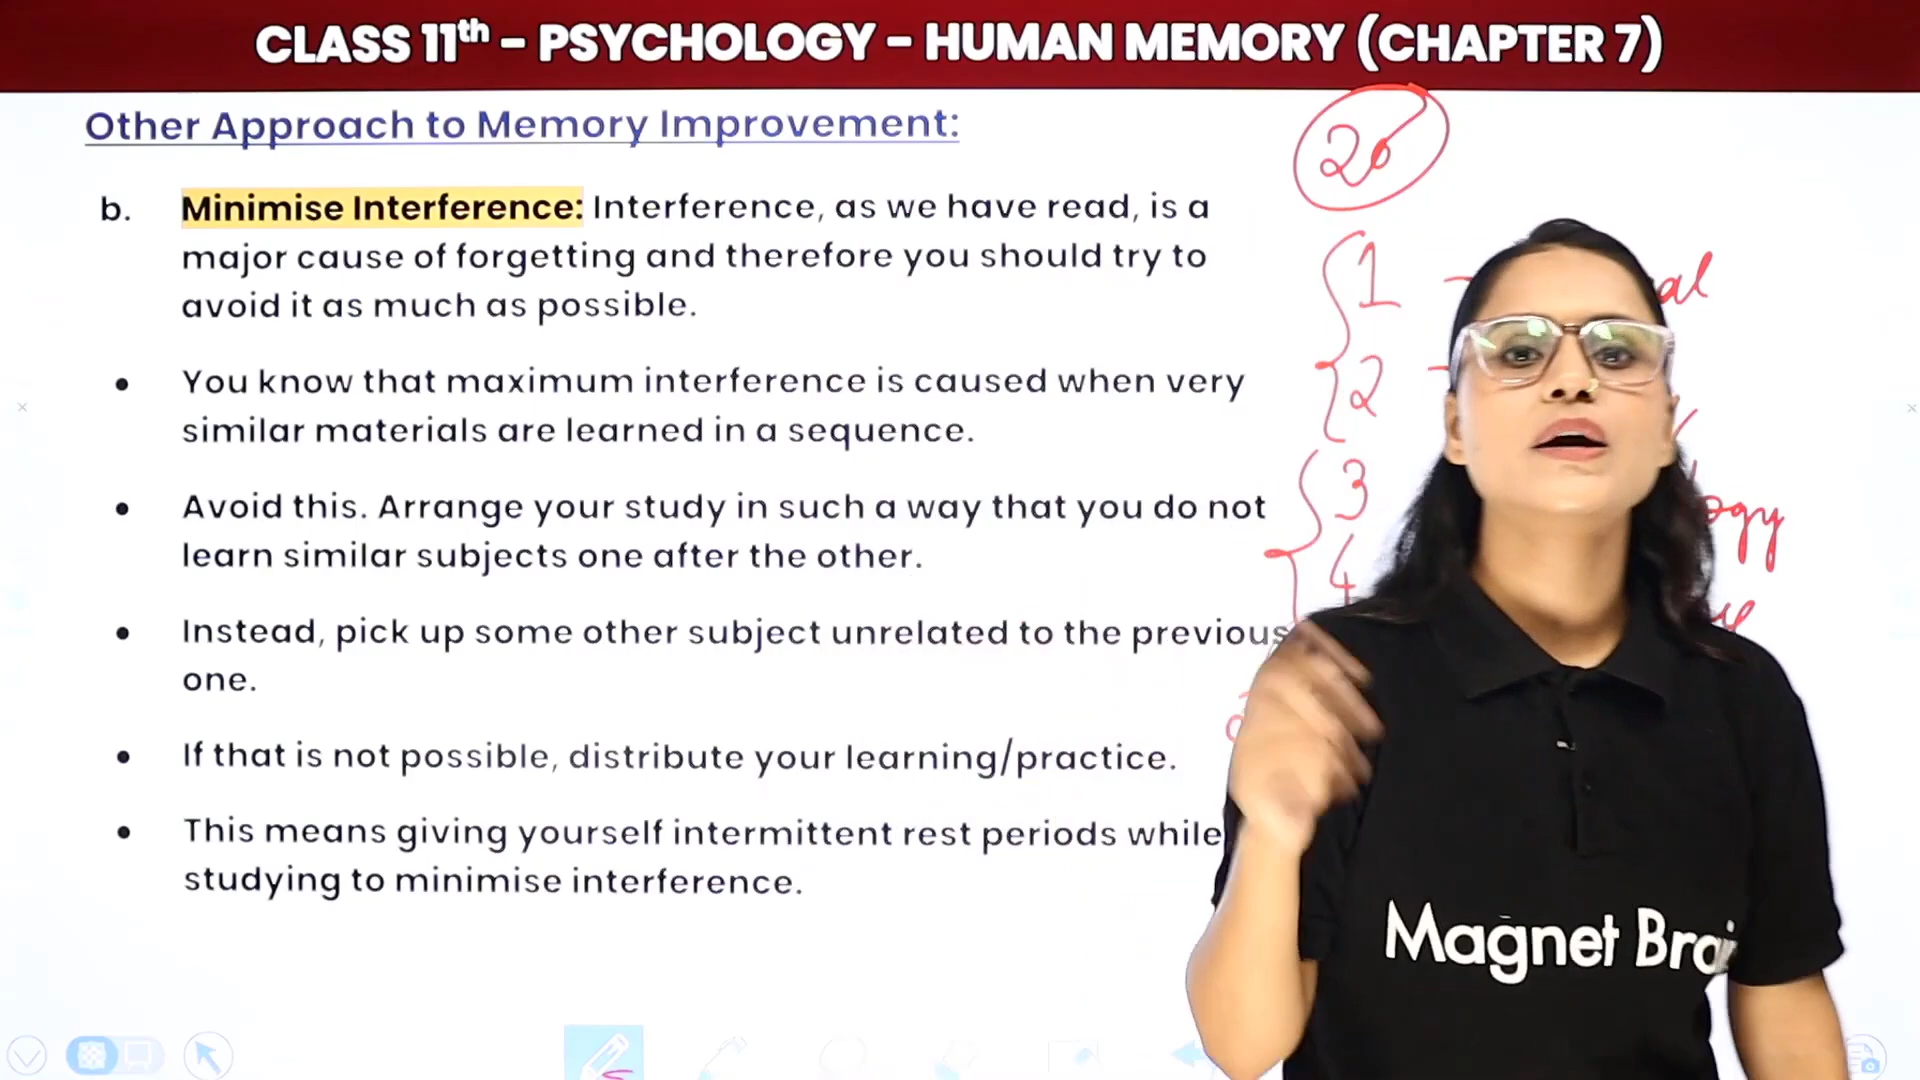 CLASS 11th - PSYCHOLOGY - HUMAN MEMORY (CHAPTER 7)
Other Approach to Memory Improvement:
20
b. Minimise Interference: Interference, as we have read, is a
major cause of forgetting and therefore you should try to
avoid it as much as possible.
• You know that maximum interference is caused when very
similar materials are learned in a sequence.
• Avoid this. Arrange your study in such a way that you do not
learn similar subjects one after the other.
• Instead, pick up some other subject unrelated to the previous
one.
• If that is not possible, distribute your learning/practice.
• This means giving yourself intermittent rest periods while
studying to minimise interference.
1
2
3
4
Magnet Brai